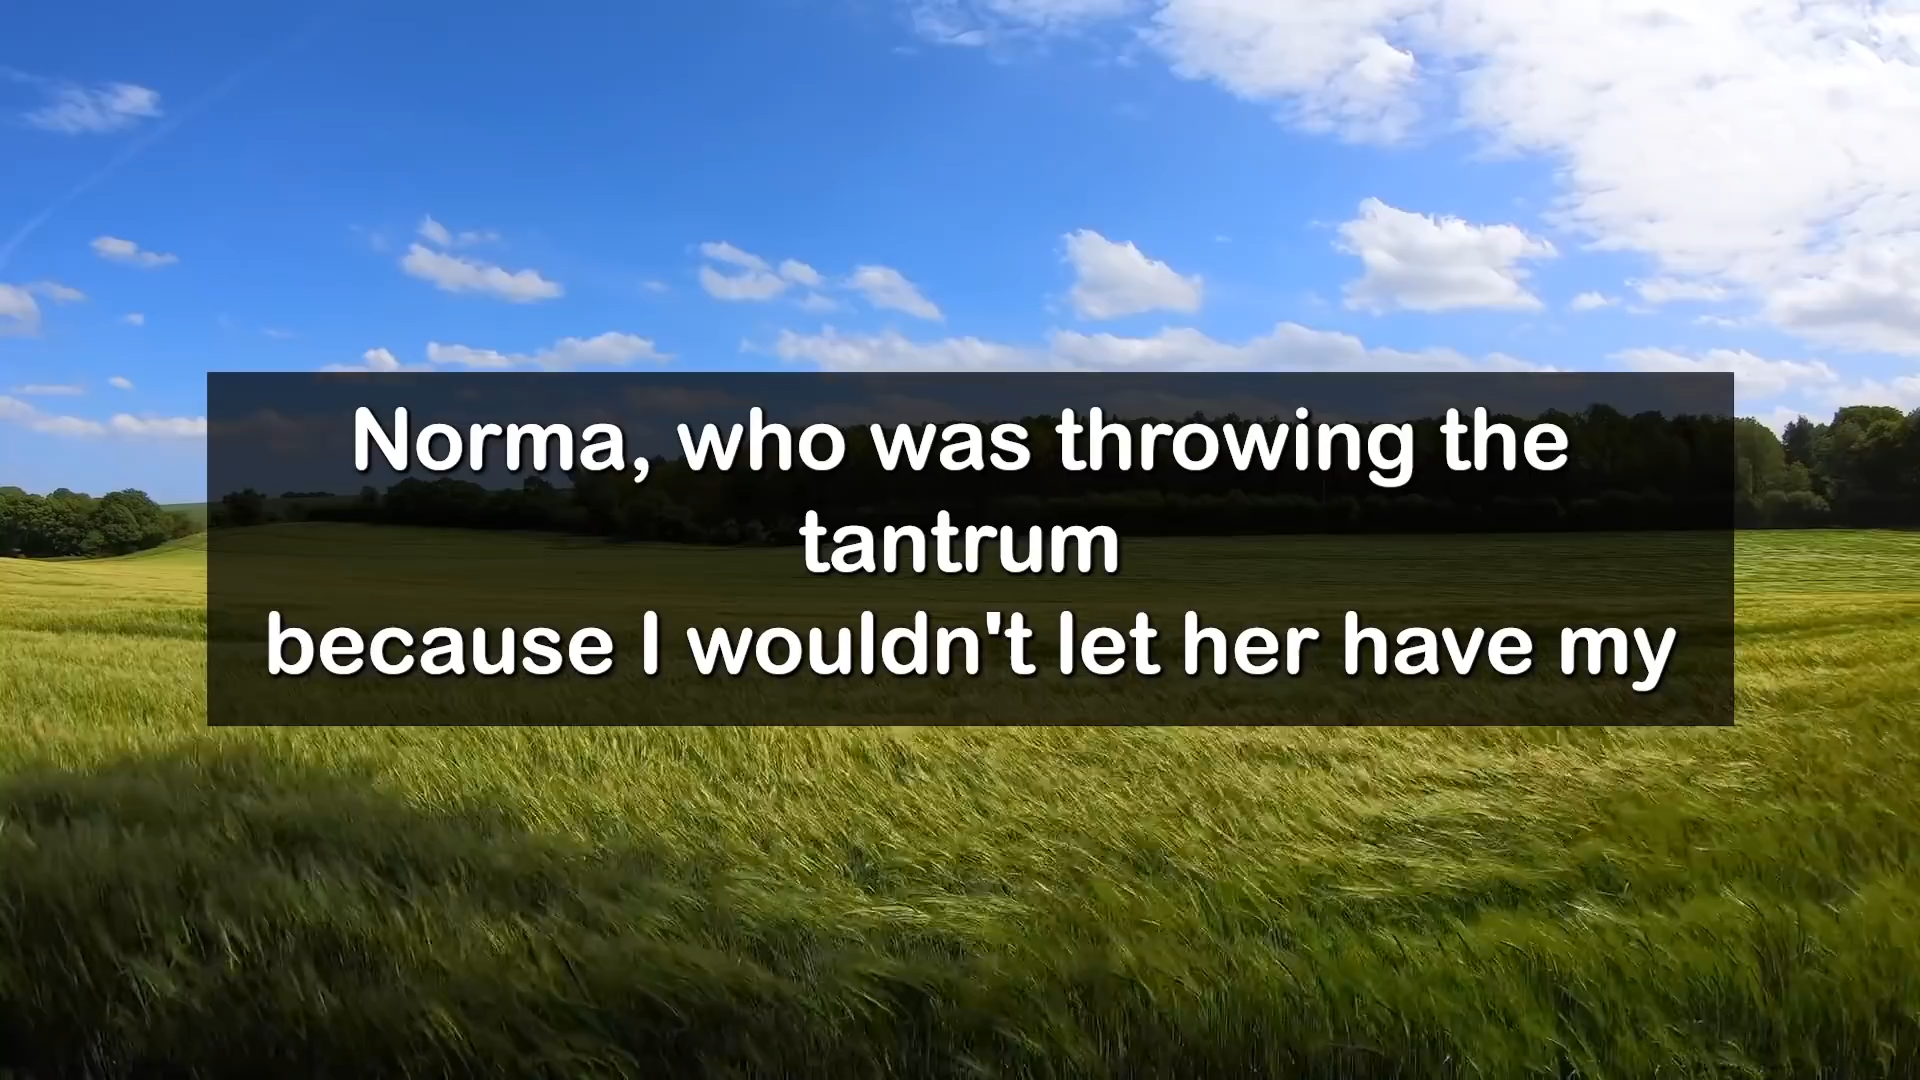 Norma, who was throwing the
tantrum
because I wouldn't let her have my